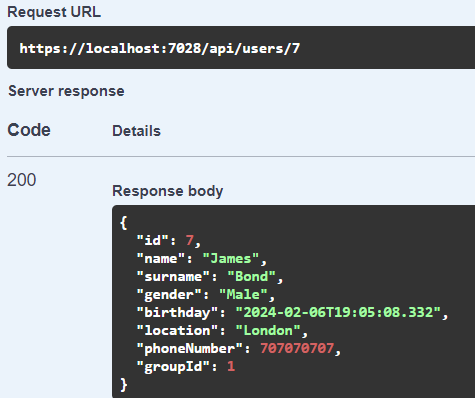 Request URL
https://localhost:7028/api/users/7
Server response
Code Details
200
Response body
{
  "id": 7,
  "name": "James",
  "surname": "Bond",
  "gender": "Male",
  "birthday": "2024-02-06T19:05:08.332",
  "location": "London",
  "phoneNumber": 707070707,
  "groupId": 1
}